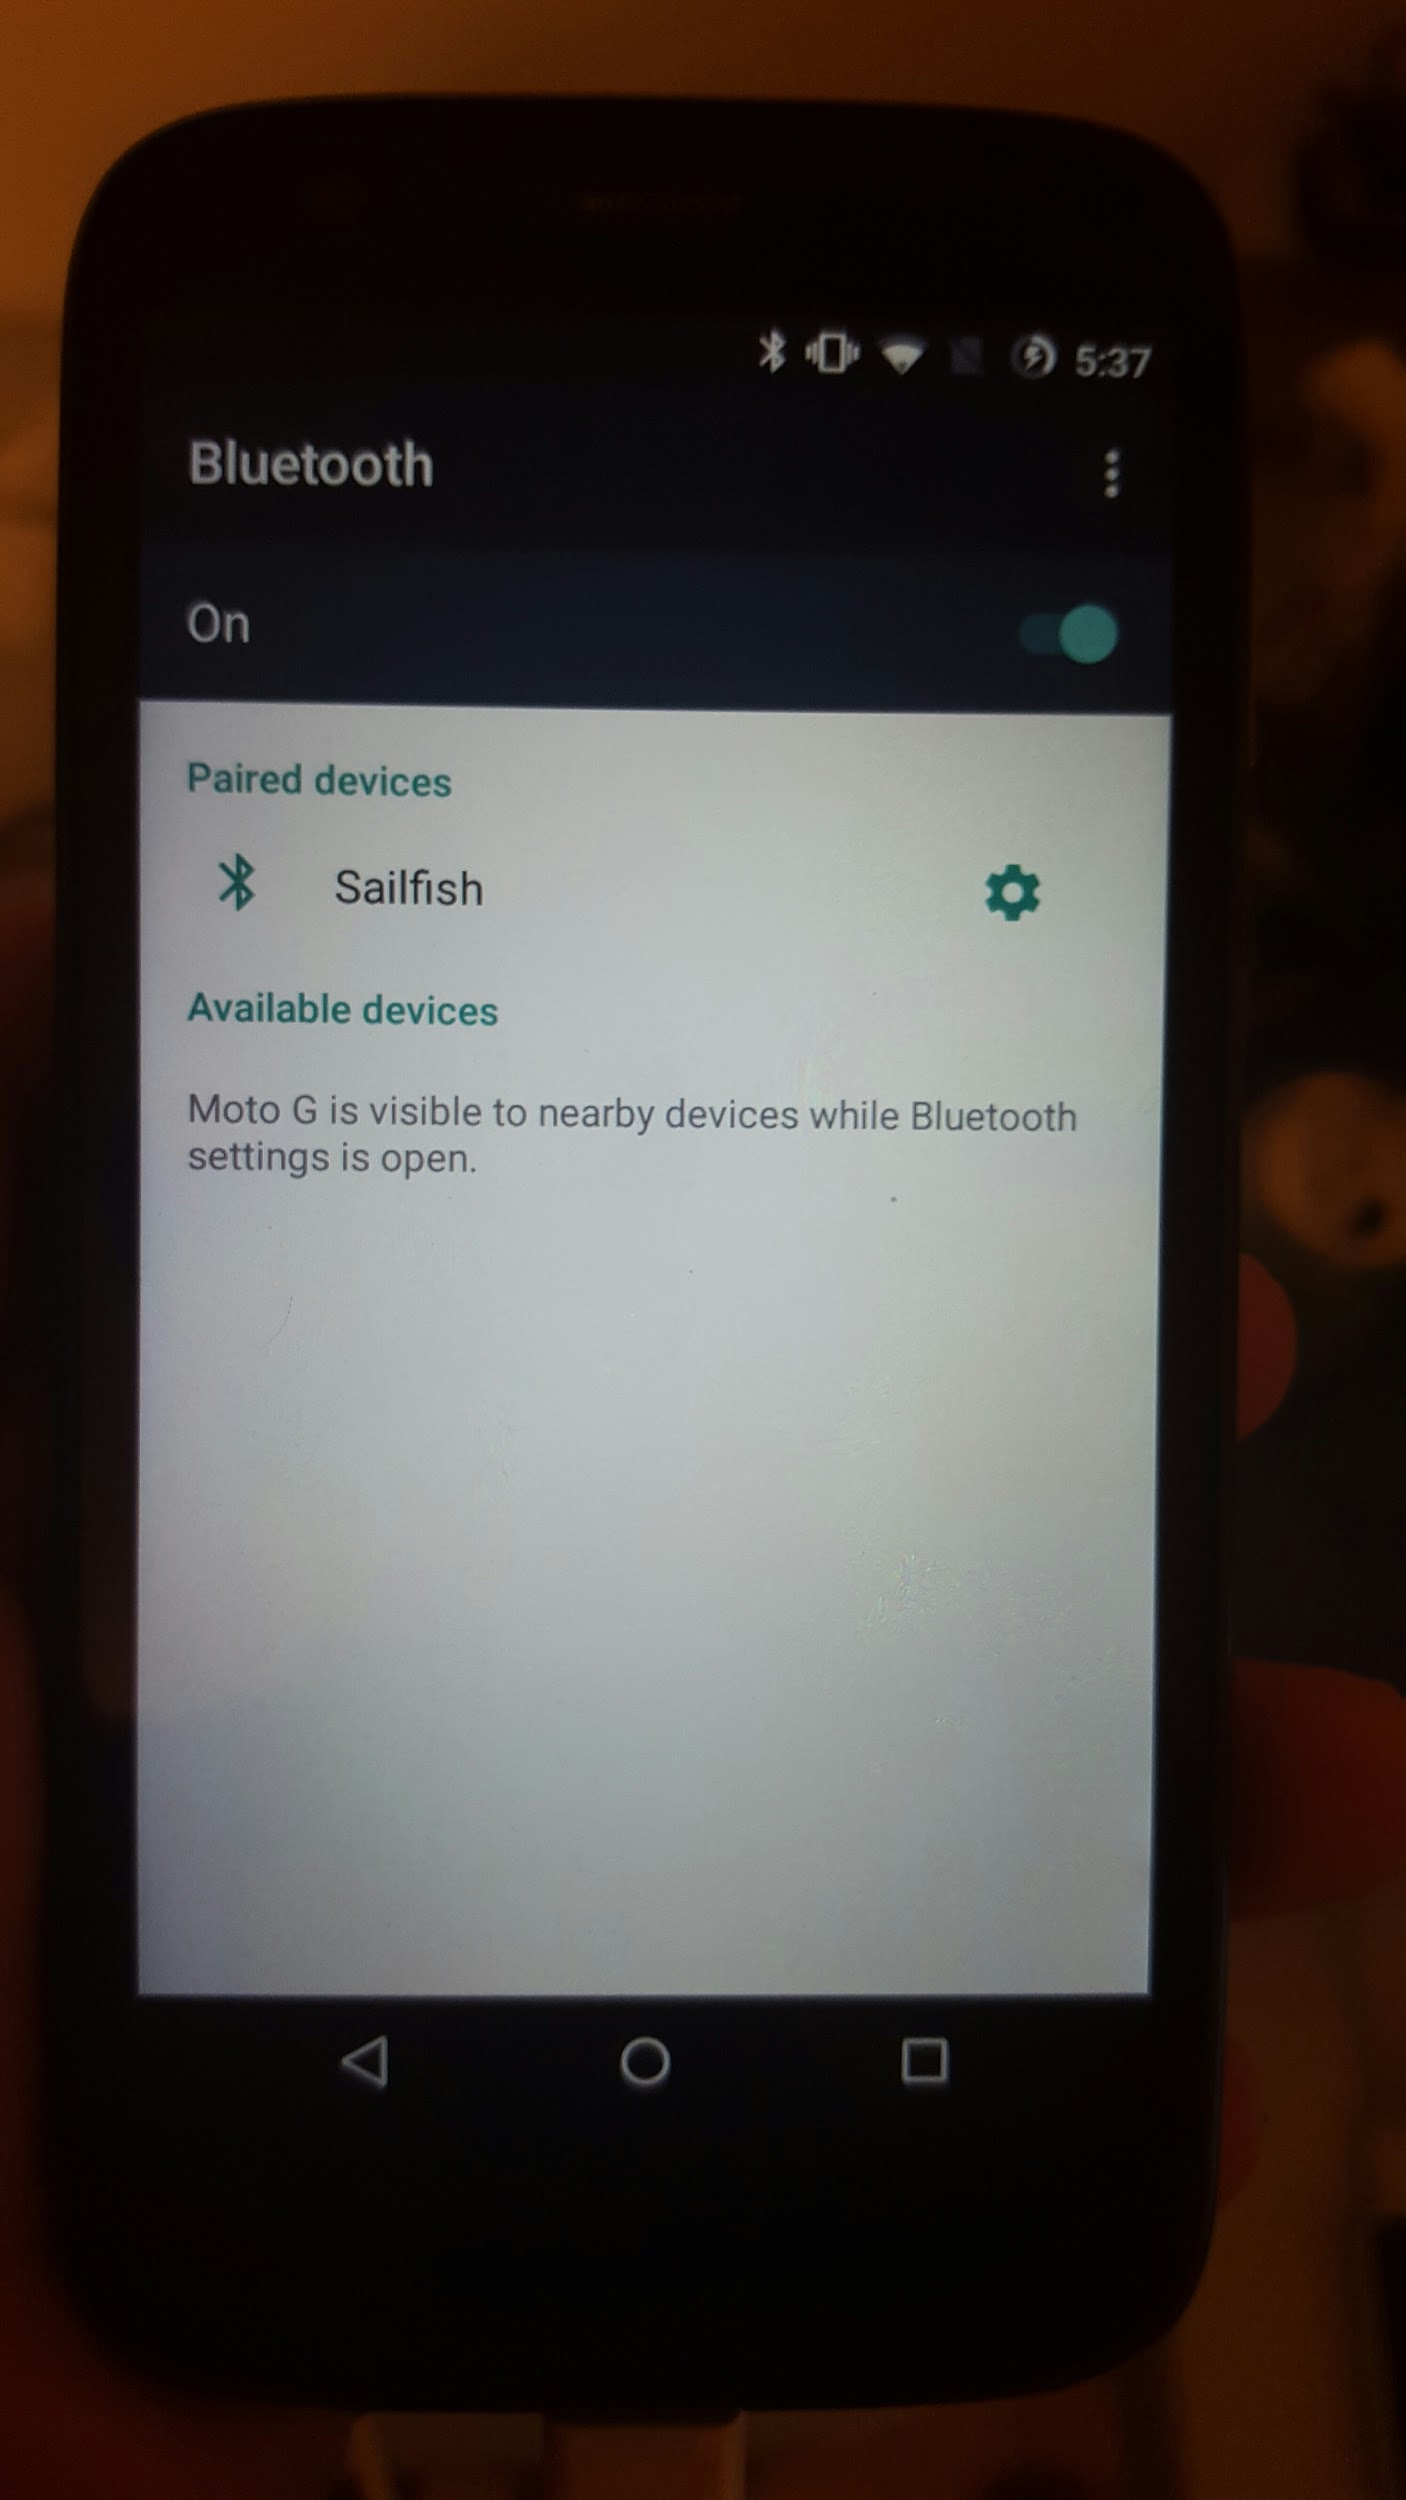 5:37
Bluetooth
On
Paired devices
Sailfish
Available devices
Moto G is visible to nearby devices while Bluetooth
settings is open.